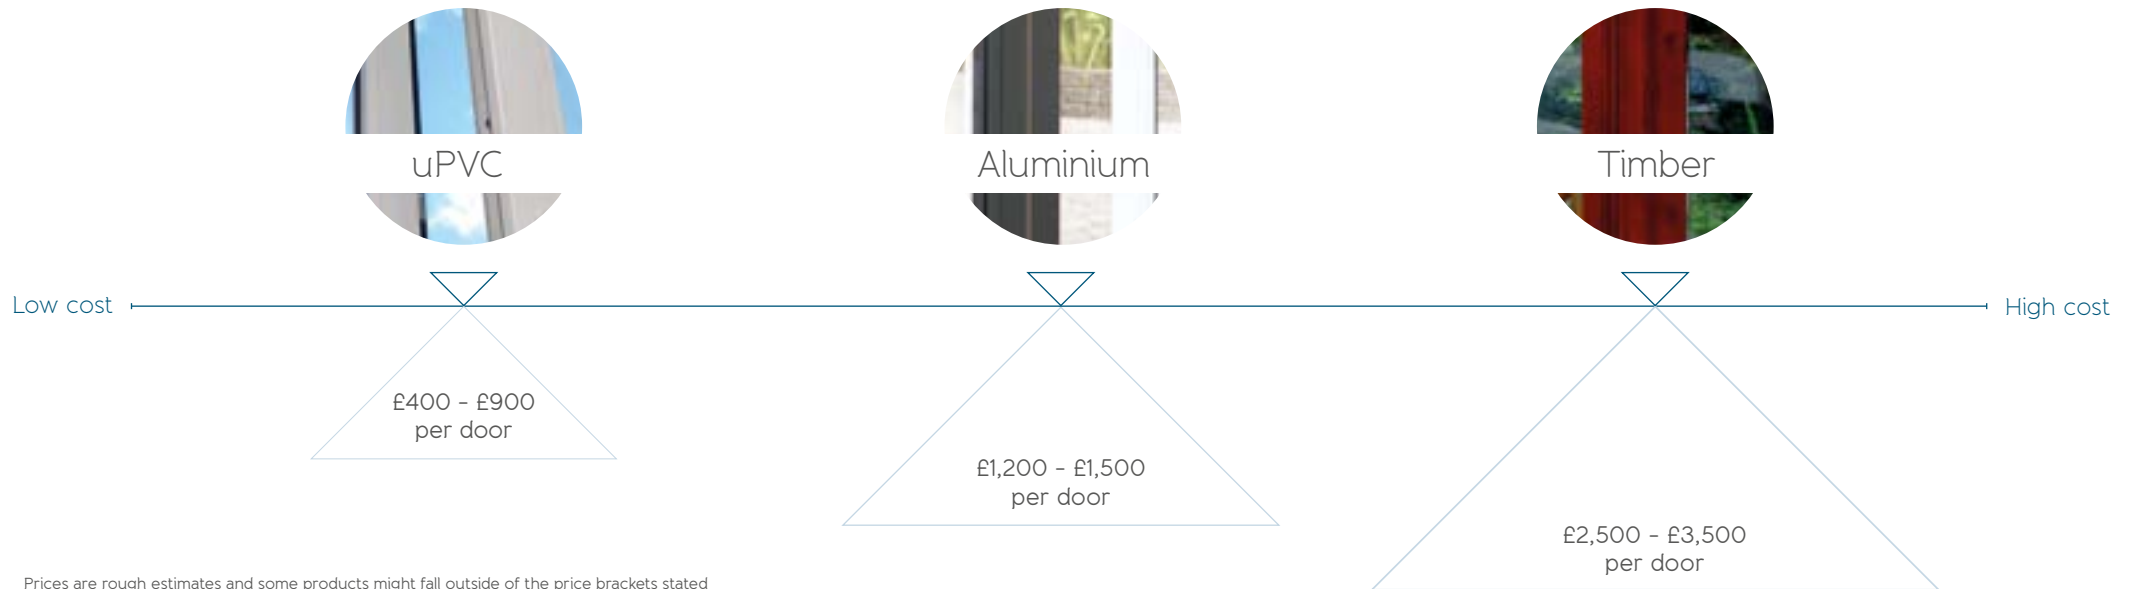 uPVC
Aluminium
Timber
Low cost
High cost
£400 - £900
per door
£1,200 - £1,500
per door
£2,500 - £3,500
per door
Prices are rough estimates and some products might fall outside of the price brackets stated